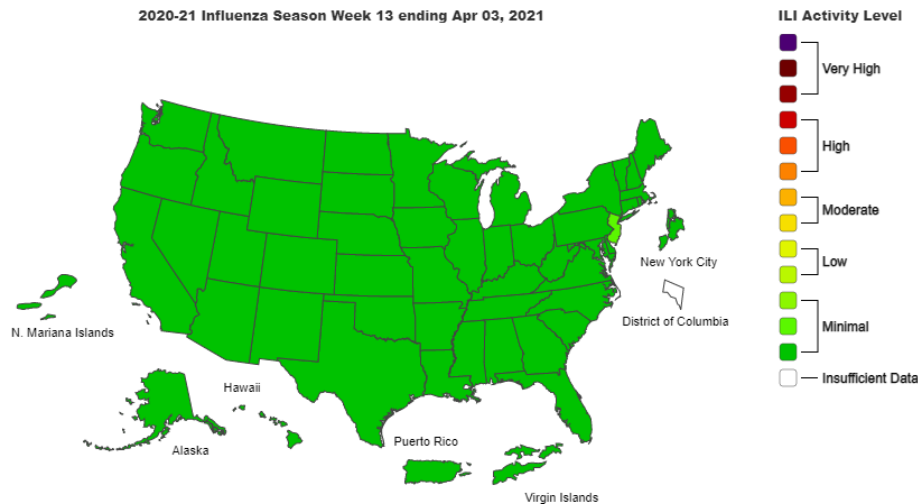 2020-21 Influenza Season Week 13 ending Apr 03, 2021
ILI Activity Level
Very High
High
Moderate
Low
Minimal
Insufficient Data
New York City
District of Columbia
N. Mariana Islands
Hawaii
Alaska
Puerto Rico
Virgin Islands